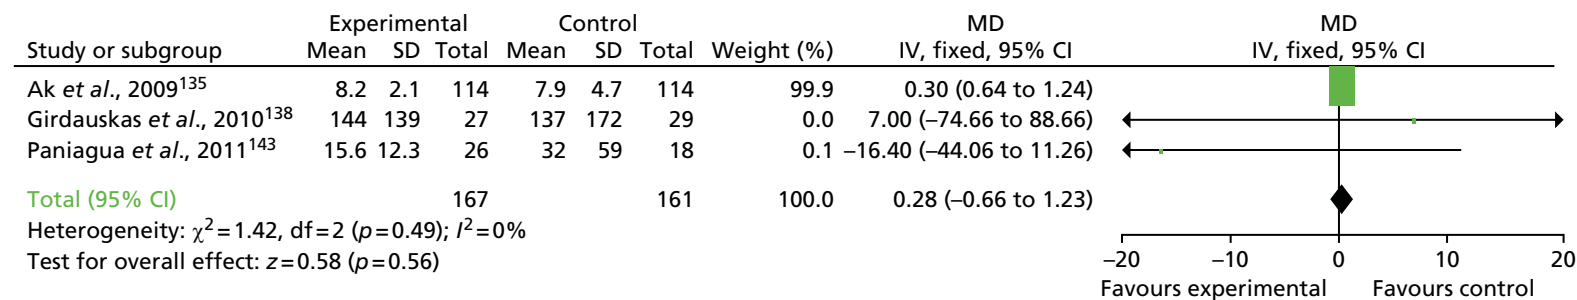 Experimental Control MD MD
Study or subgroup Mean SD Total Mean SD Total Weight (%) IV, fixed, 95% CI IV, fixed, 95% CI
Ak et al., 2009135 8.2 2.1 114 7.9 4.7 114 99.9 0.30 (0.64 to 1.24)
Girdauskas et al., 2010138 144 139 27 137 172 29 0.0 7.00 (–74.66 to 88.66)
Paniagua et al., 2011143 15.6 12.3 26 32 59 18 0.1 –16.40 (–44.06 to 11.26)
Total (95% CI) 167 161 100.0 0.28 (–0.66 to 1.23)
Heterogeneity: χ2=1.42, df=2 (p=0.49); I2=0%
Test for overall effect: z=0.58 (p=0.56)
–20 –10 0 10 20
Favours experimental Favours control